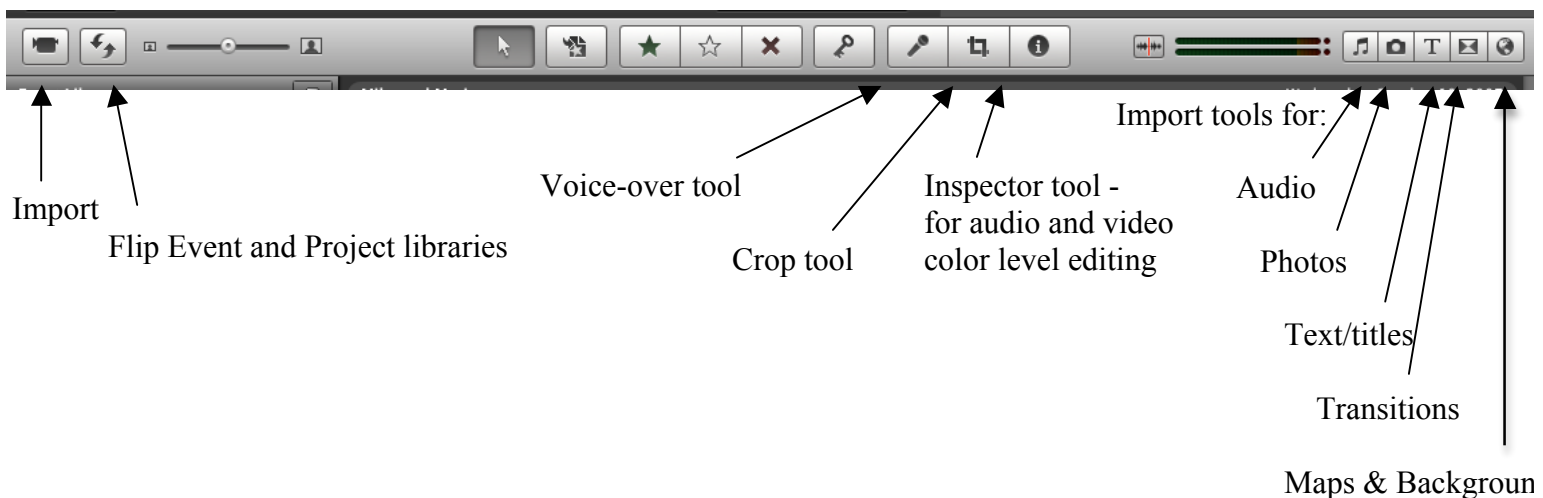 T
Import tools for:
Voice-over tool
Inspector tool -
for audio and video
color level editing
Audio
Import
Flip Event and Project libraries
Crop tool
Photos
Text/titles
Transitions
Maps & Backgroun